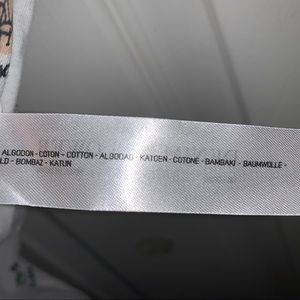 ALGODON - COTON - COTTON - ALGODAO - KATOEN - COTONE - BAMBAKI - BAUMWOLLE -
LD - BOMBAZ - KATUN